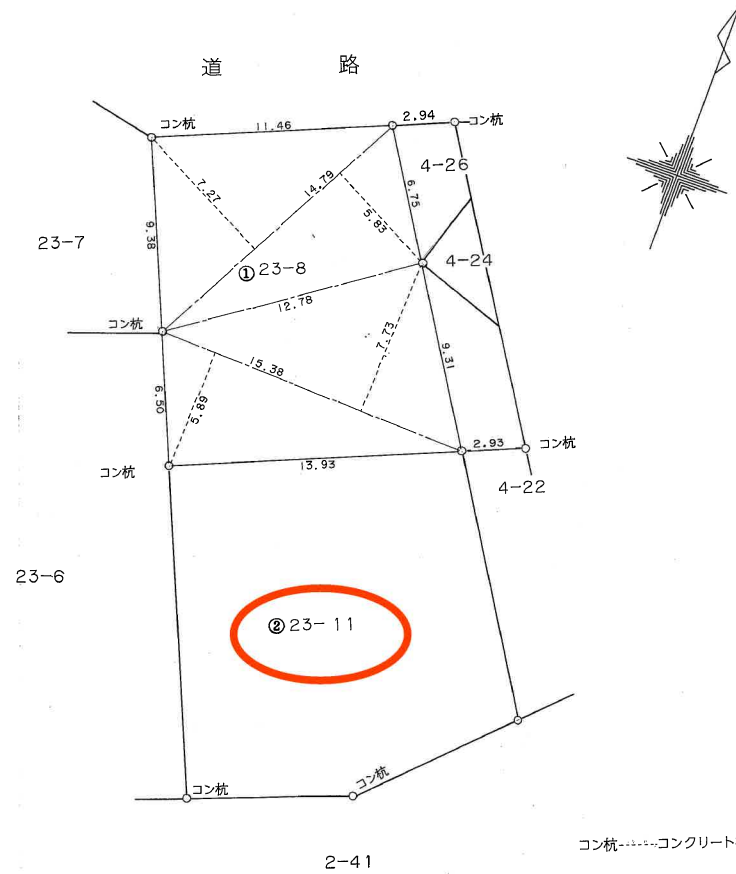 道 路
コン杭
11.46
2.94
コン杭
4-26
7.27
14.79
6.75
5.83
9.38
23-7
① 23-8
4-24
12.78
コン杭
7.73
15.38
9.31
6.50
5.89
2.93
コン杭
13.93
コン杭
4-22
23-6
② 23-11
コン杭
コン杭
コン杭------コンクリート
2-41